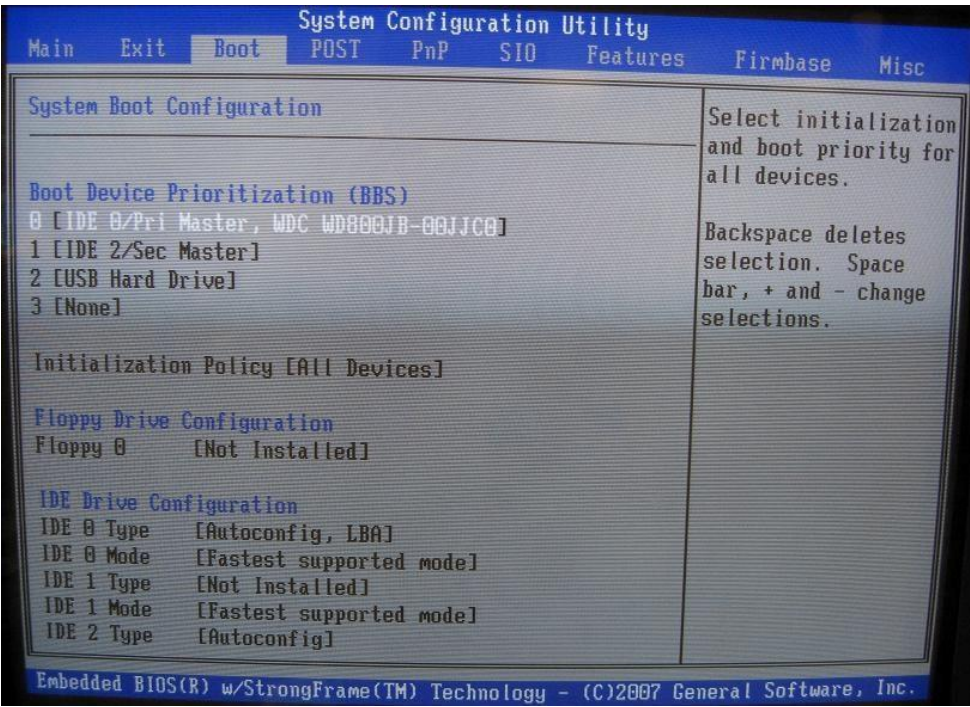 System Configuration Utility
Main Exit Boot POST PnP SIO Features Firmbase Misc
System Boot Configuration
Boot Device Prioritization (BBS)
0 [IDE 0/Pri Master, WDC WD800JB-00JJC0]
1 [IDE 2/Sec Master]
2 [USB Hard Drive]
3 [None]
Initialization Policy [All Devices]
Floppy Drive Configuration
Floppy 0 [Not Installed]
IDE Drive Configuration
IDE 0 Type [Autoconfig, LBA]
IDE 0 Mode [Fastest supported mode]
IDE 1 Type [Not Installed]
IDE 1 Mode [Fastest supported mode]
IDE 2 Type [Autoconfig]
Select initialization
and boot priority for
all devices.
Backspace deletes
selection. Space
bar, + and - change
selections.
Embedded BIOS(R) w/StrongFrame(TM) Technology - (C)2007 General Software, Inc.